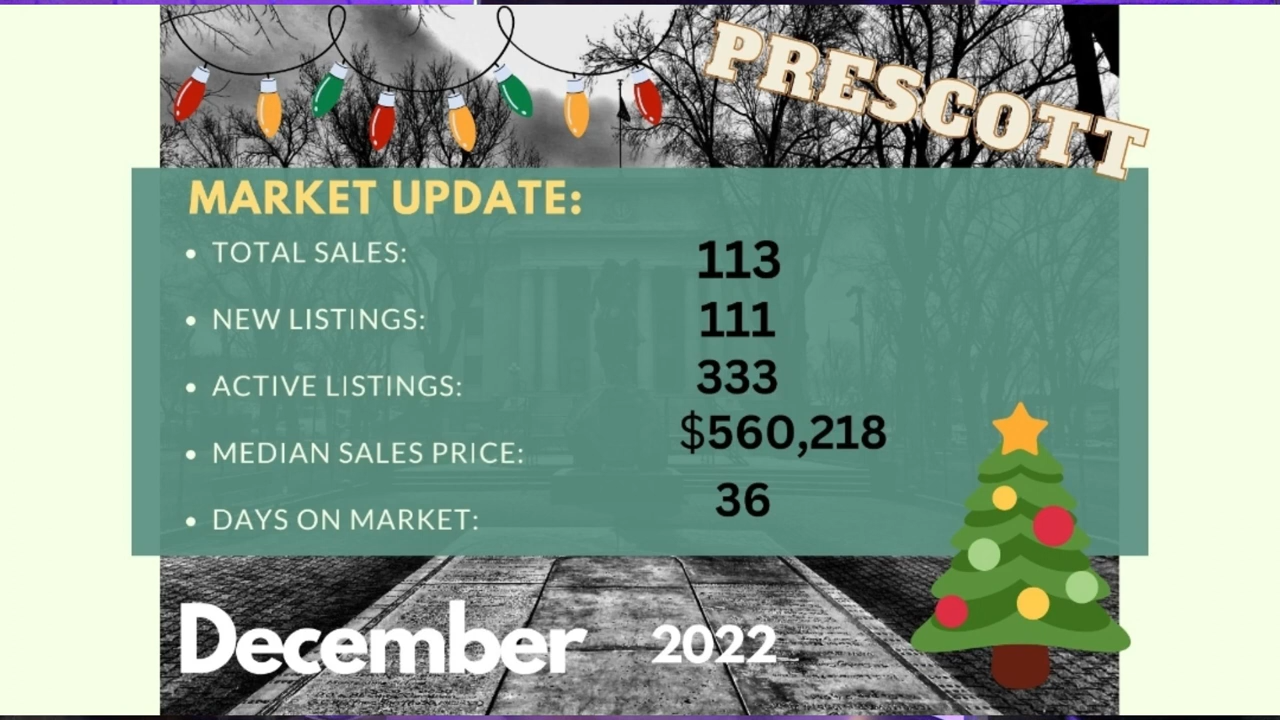 PRESCOTT
MARKET UPDATE:
• TOTAL SALES: 113
• NEW LISTINGS: 111
• ACTIVE LISTINGS: 333
• MEDIAN SALES PRICE: $560,218
• DAYS ON MARKET: 36
December 2022